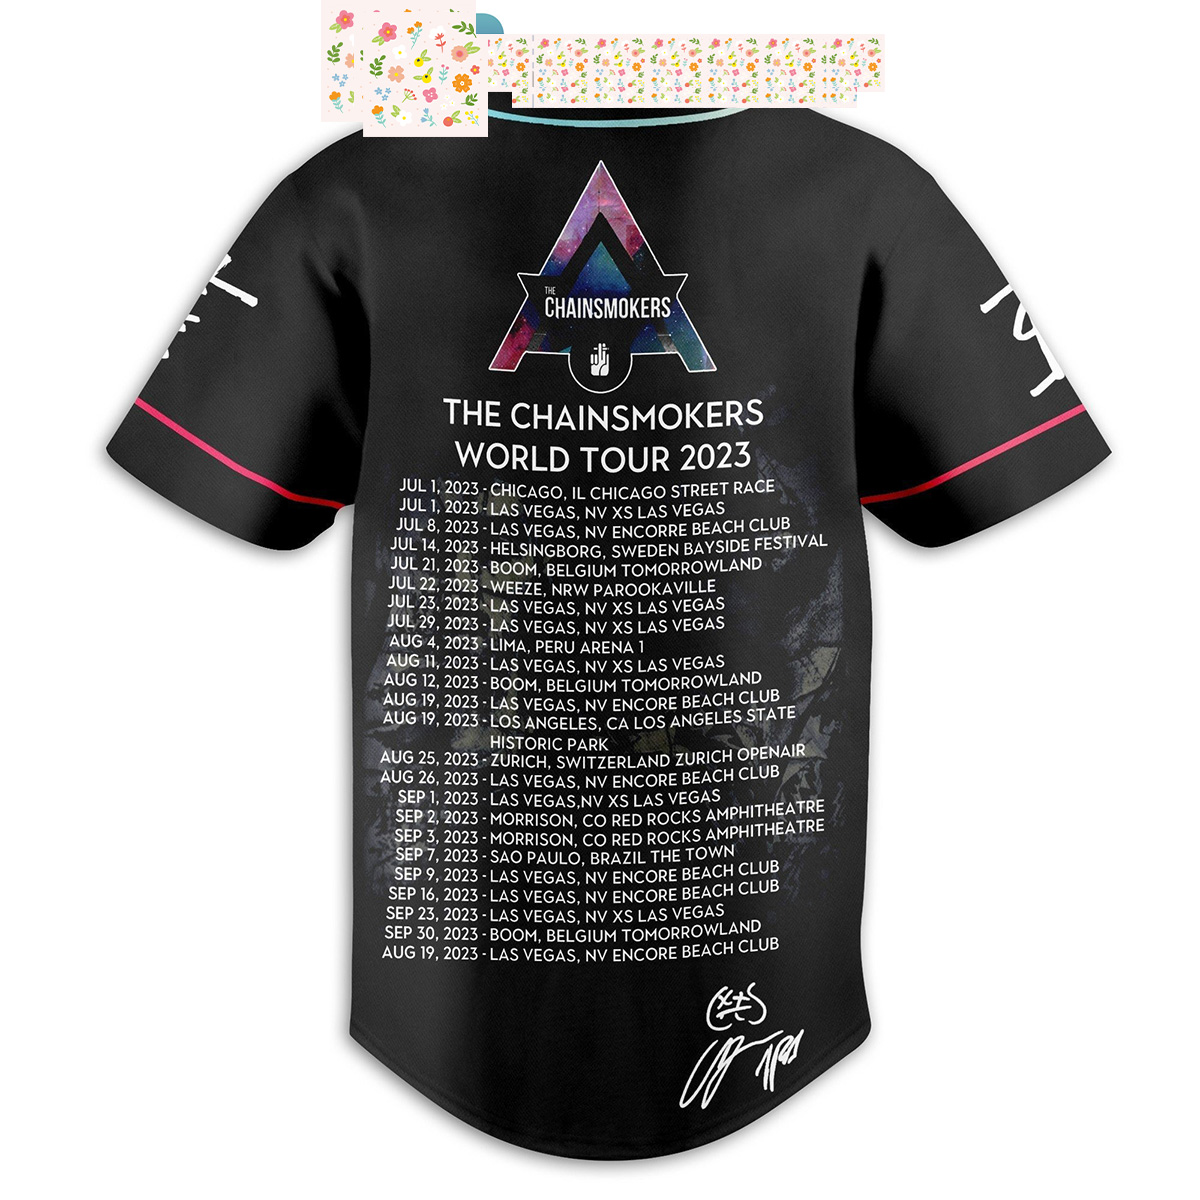 THE
CHAINSMOKERS
THE CHAINSMOKERS
WORLD TOUR 2023
JUL 1, 2023 - CHICAGO, IL CHICAGO STREET RACE
JUL 1, 2023 - LAS VEGAS, NV XS LAS VEGAS
JUL 8, 2023 - LAS VEGAS, NV ENCORRE BEACH CLUB
JUL 14, 2023 - HELSINGBORG, SWEDEN BAYSIDE FESTIVAL
JUL 21, 2023 - BOOM, BELGIUM TOMORROWLAND
JUL 22, 2023 - WEEZE, NRW PAROOKAVILLE
JUL 23, 2023 - LAS VEGAS, NV XS LAS VEGAS
JUL 29, 2023 - LAS VEGAS, NV XS LAS VEGAS
AUG 4, 2023 - LIMA, PERU ARENA 1
AUG 11, 2023 - LAS VEGAS, NV XS LAS VEGAS
AUG 12, 2023 - BOOM, BELGIUM TOMORROWLAND
AUG 19, 2023 - LAS VEGAS, NV ENCORE BEACH CLUB
AUG 19, 2023 - LOS ANGELES, CA LOS ANGELES STATE
HISTORIC PARK
AUG 25, 2023 - ZURICH, SWITZERLAND ZURICH OPENAIR
AUG 26, 2023 - LAS VEGAS, NV ENCORE BEACH CLUB
SEP 1, 2023 - LAS VEGAS,NV XS LAS VEGAS
SEP 2, 2023 - MORRISON, CO RED ROCKS AMPHITHEATRE
SEP 3, 2023 - MORRISON, CO RED ROCKS AMPHITHEATRE
SEP 7, 2023 - SAO PAULO, BRAZIL THE TOWN
SEP 9, 2023 - LAS VEGAS, NV ENCORE BEACH CLUB
SEP 16, 2023 - LAS VEGAS, NV ENCORE BEACH CLUB
SEP 23, 2023 - LAS VEGAS, NV XS LAS VEGAS
SEP 30, 2023 - BOOM, BELGIUM TOMORROWLAND
AUG 19, 2023 - LAS VEGAS, NV ENCORE BEACH CLUB